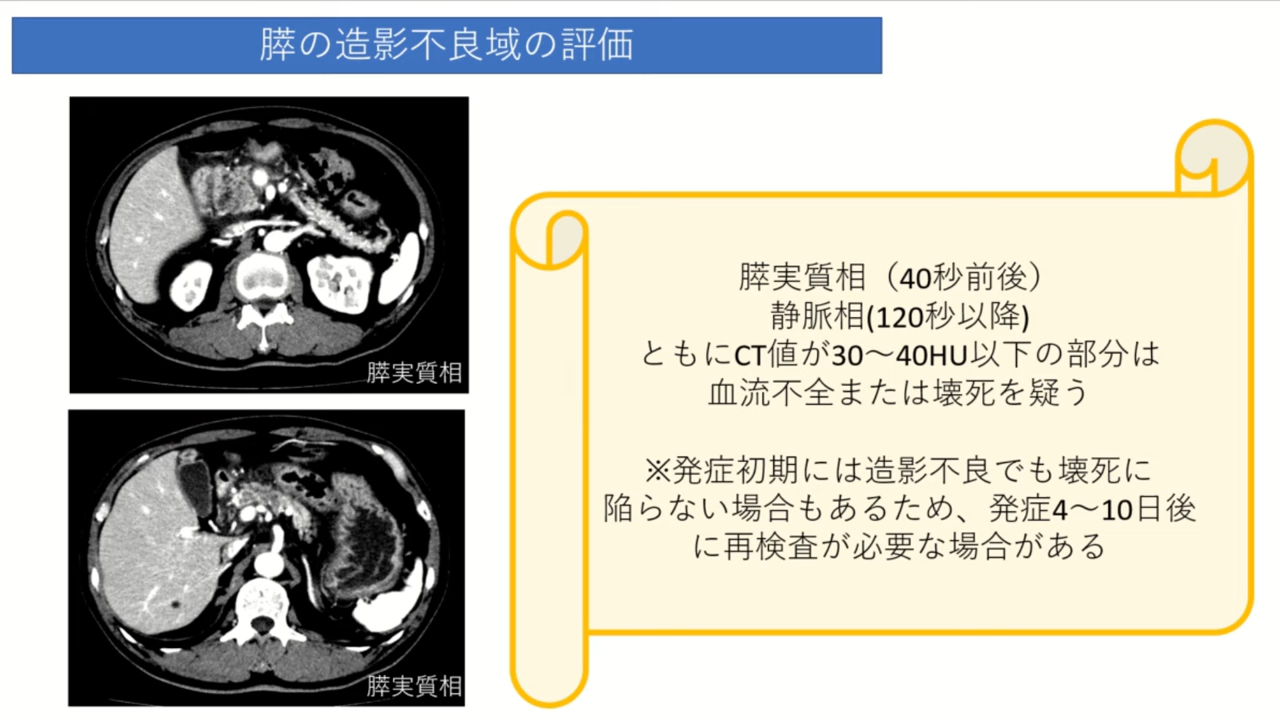 膵の造影不良域の評価
膵実質相
膵実質相
膵実質相（40秒前後）
静脈相(120秒以降)
ともにCT値が30～40HU以下の部分は
血流不全または壊死を疑う
※発症初期には造影不良でも壊死に
陥らない場合もあるため、発症4～10日後
に再検査が必要な場合がある